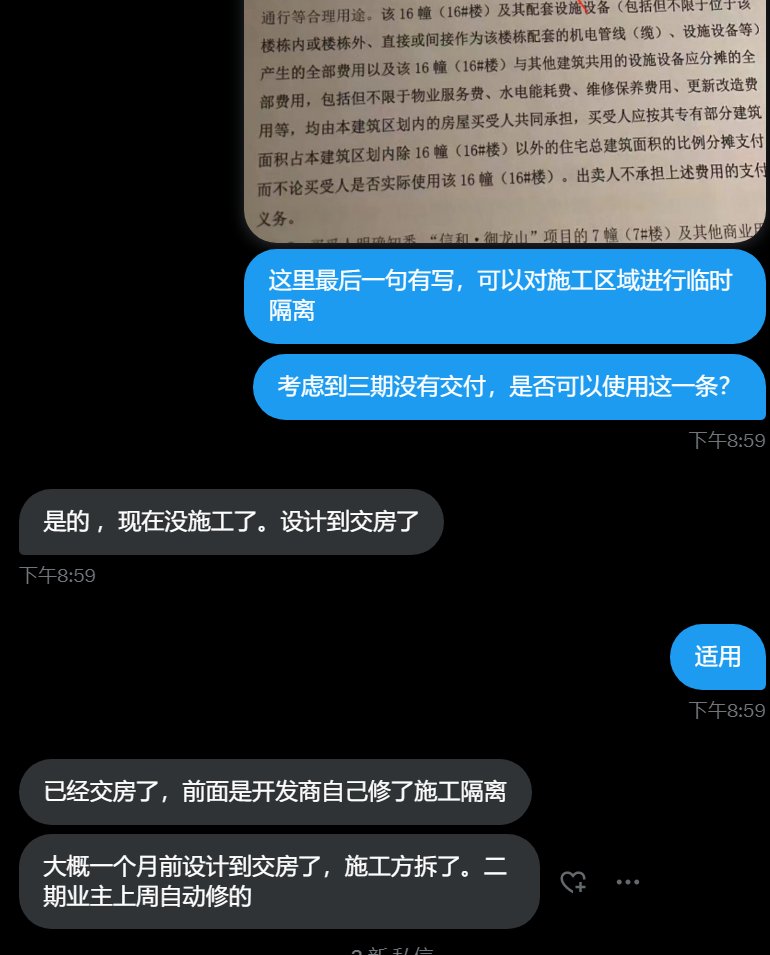 通行等合理用途。该16幢（16#楼）及其配套设施设备（包括但不限于位于该
楼栋内或楼栋外、直接或间接作为该楼栋配套的机电管线（缆）、设施设备等）
产生的全部费用以及该16幢（16#楼）与其他建筑共用的设施设备应分摊的全
部费用，包括但不限于物业服务费、水电能耗费、维修保养费用、更新改造费
用等，均由本建筑区划内的房屋买受人共同承担，买受人应按其专有部分建筑
面积占本建筑区划内除16幢（16#楼）以外的住宅总建筑面积的比例分摊支付
而不论买受人是否实际使用该16幢（16#楼）。出卖人不承担上述费用的支付
义务。
买受人明确知悉，“信和·御龙山”项目的7幢（7#楼）及其他商业用
这里最后一句有写，可以对施工区域进行临时
隔离
考虑到三期没有交付，是否可以使用这一条？
下午8:59
是的 ，现在没施工了。设计到交房了
下午8:59
适用
下午8:59
已经交房了，前面是开发商自己修了施工隔离
大概一个月前设计到交房了，施工方拆了。二
期业主上周自动修的